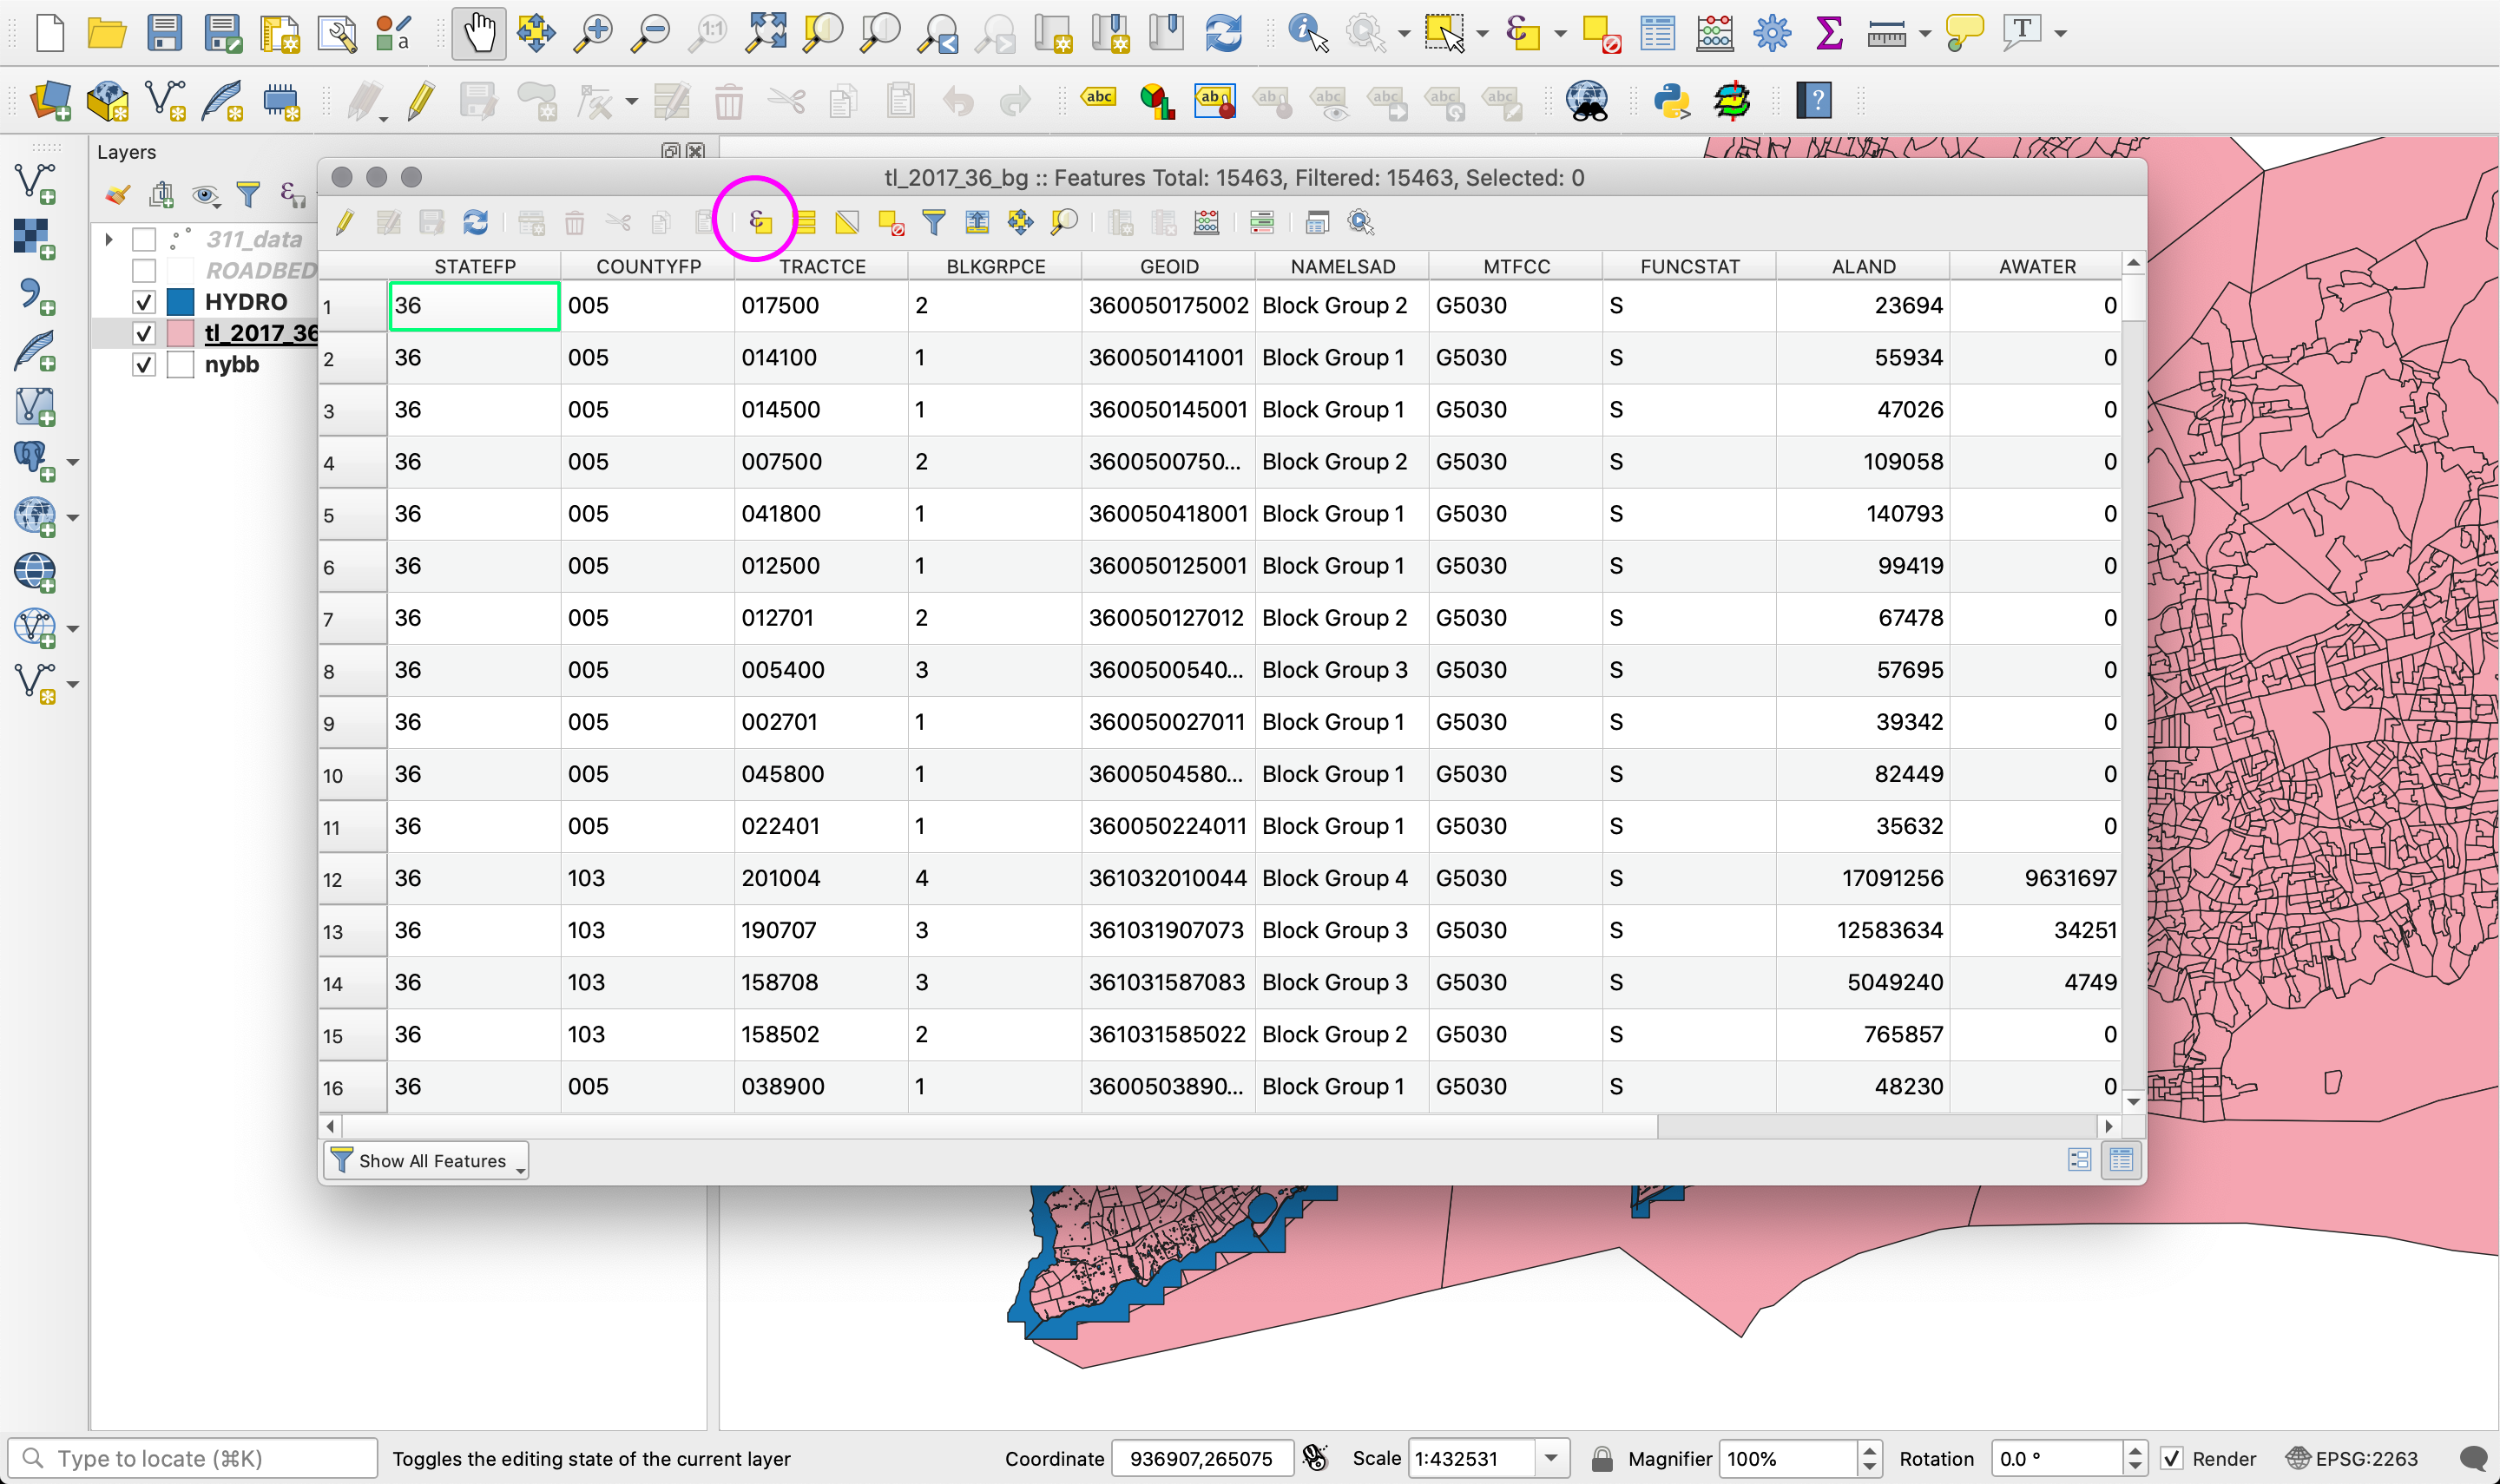 1:1
T
abc
ab
ab
abc
abc
abc
abc
?
Layers
311_data
ROADBED
HYDRO
tl_2017_36
nybb
tl_2017_36_bg :: Features Total: 15463, Filtered: 15463, Selected: 0
STATEFP COUNTYFP TRACTCE BLKGRPCE GEOID NAMELSAD MTFCC FUNCSTAT ALAND AWATER
1 36 005 017500 2 360050175002 Block Group 2 G5030 S 23694 0
2 36 005 014100 1 360050141001 Block Group 1 G5030 S 55934 0
3 36 005 014500 1 360050145001 Block Group 1 G5030 S 47026 0
4 36 005 007500 2 3600500750... Block Group 2 G5030 S 109058 0
5 36 005 041800 1 360050418001 Block Group 1 G5030 S 140793 0
6 36 005 012500 1 360050125001 Block Group 1 G5030 S 99419 0
7 36 005 012701 2 360050127012 Block Group 2 G5030 S 67478 0
8 36 005 005400 3 3600500540... Block Group 3 G5030 S 57695 0
9 36 005 002701 1 360050027011 Block Group 1 G5030 S 39342 0
10 36 005 045800 1 3600504580... Block Group 1 G5030 S 82449 0
11 36 005 022401 1 360050224011 Block Group 1 G5030 S 35632 0
12 36 103 201004 4 361032010044 Block Group 4 G5030 S 17091256 9631697
13 36 103 190707 3 361031907073 Block Group 3 G5030 S 12583634 34251
14 36 103 158708 3 361031587083 Block Group 3 G5030 S 5049240 4749
15 36 103 158502 2 361031585022 Block Group 2 G5030 S 765857 0
16 36 005 038900 1 3600503890... Block Group 1 G5030 S 48230 0
Show All Features
Type to locate (⌘K) Toggles the editing state of the current layer Coordinate 936907,265075 Scale 1:432531 Magnifier 100% Rotation 0.0 ° Render EPSG:2263